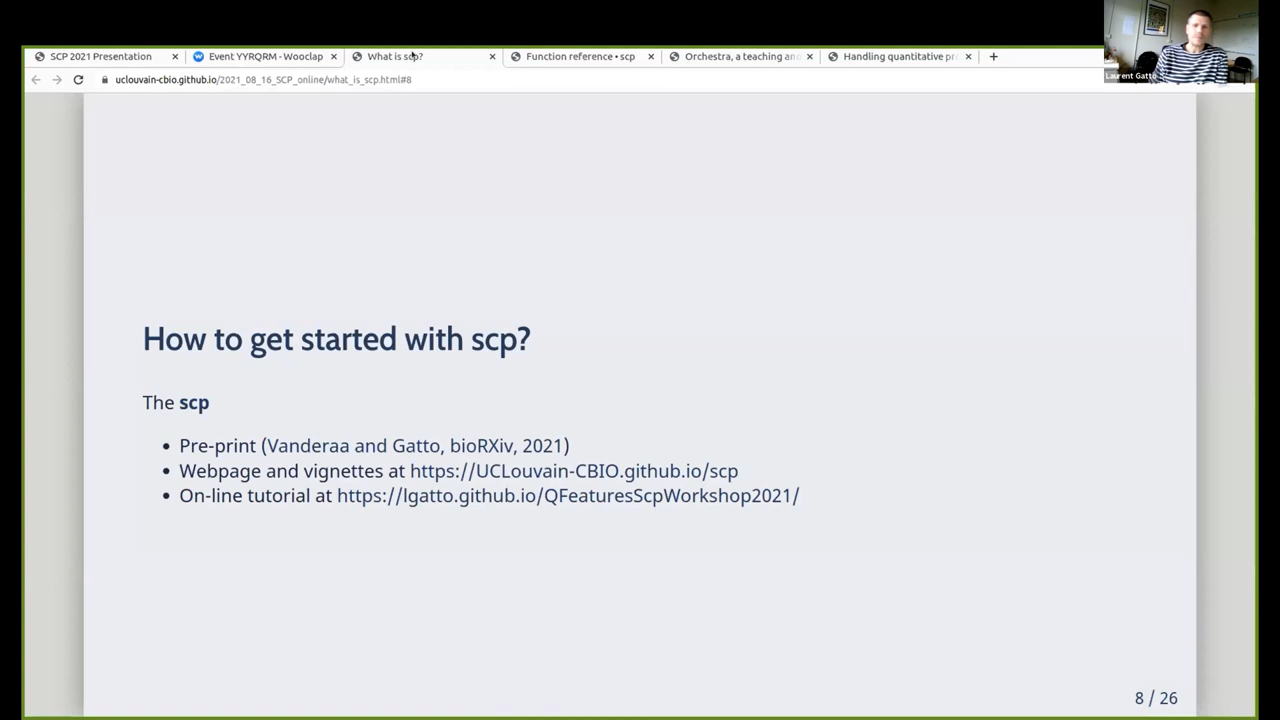 SCP 2021 Presentation
Event YYRQRM - Wooclap
What is scp?
Function reference • scp
Orchestra, a teaching an
Handling quantitative pr
uclouvain-cbio.github.io/2021_08_16_SCP_online/what_is_scp.html#8
Laurent Gatto
How to get started with scp?
The scp
• Pre-print (Vanderaa and Gatto, bioRXiv, 2021)
• Webpage and vignettes at https://UCLouvain-CBIO.github.io/scp
• On-line tutorial at https://lgatto.github.io/QFeaturesScpWorkshop2021/
8 / 26